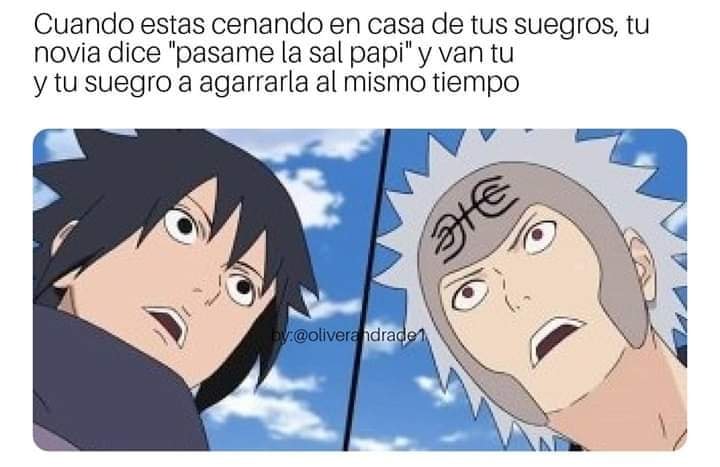 Cuando estas cenando en casa de tus suegros, tu
novia dice "pasame la sal papi" y van tu
y tu suegro a agarrarla al mismo tiempo
by:@oliverandrade1